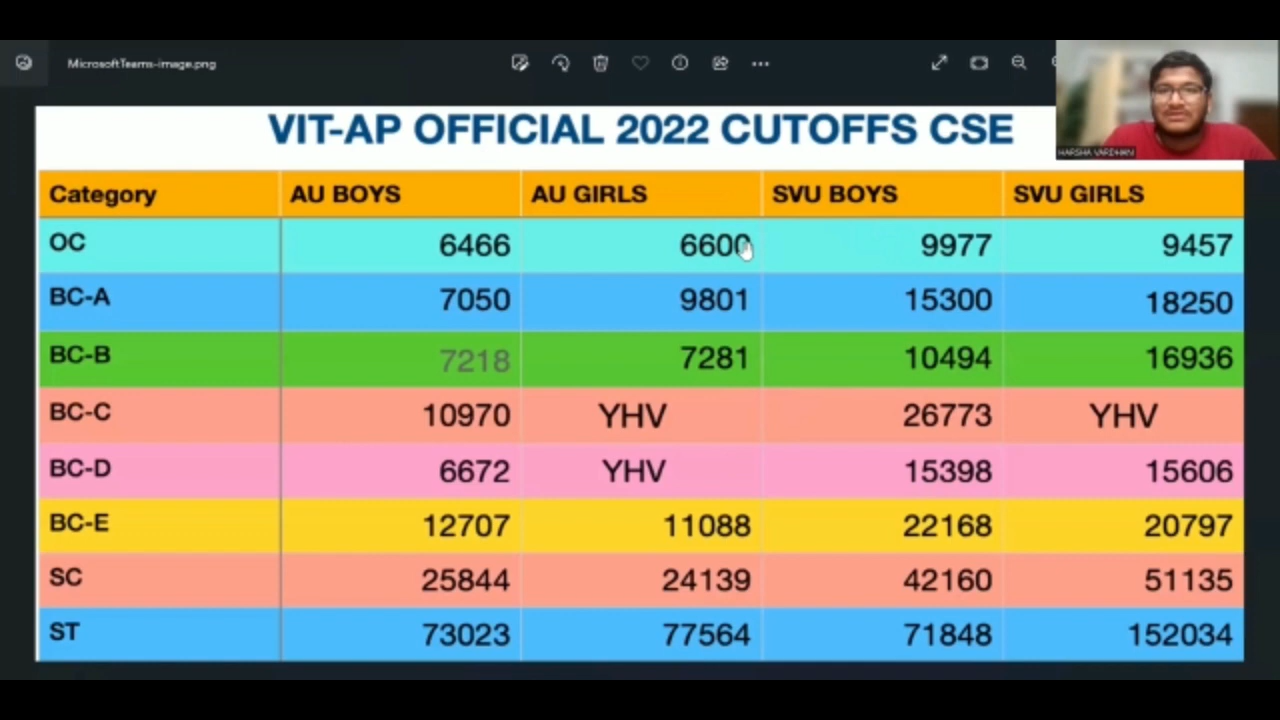 MicrosoftTeams-image.png
HARSHA VARDHAN
VIT-AP OFFICIAL 2022 CUTOFFS CSE
Category AU BOYS AU GIRLS SVU BOYS SVU GIRLS
OC 6466 6600 9977 9457
BC-A 7050 9801 15300 18250
BC-B 7218 7281 10494 16936
BC-C 10970 YHV 26773 YHV
BC-D 6672 YHV 15398 15606
BC-E 12707 11088 22168 20797
SC 25844 24139 42160 51135
ST 73023 77564 71848 152034